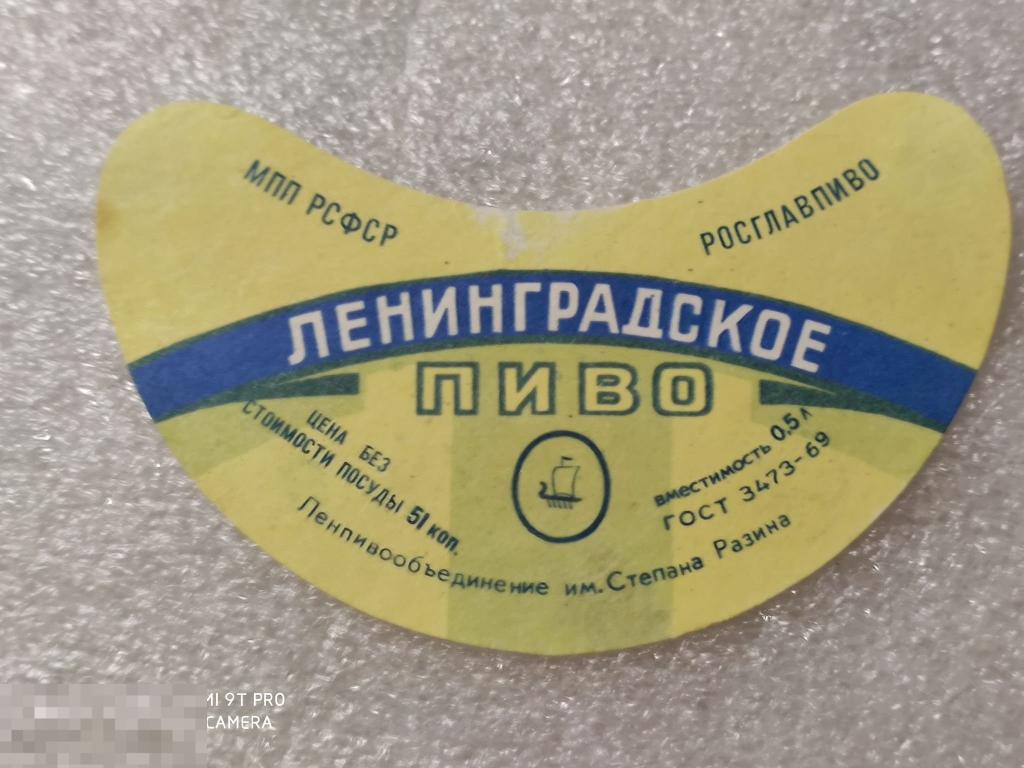 МПП РСФСР
РОСГЛАВПИВО
ЛЕНИНГРАДСКОЕ
ПИВО
ЦЕНА БЕЗ
СТОИМОСТИ ПОСУДЫ 51 коп.
вместимость 0,5 л
ГОСТ 3473-69
Ленпивообъединение им. Степана Разина
MI 9T PRO
CAMERA